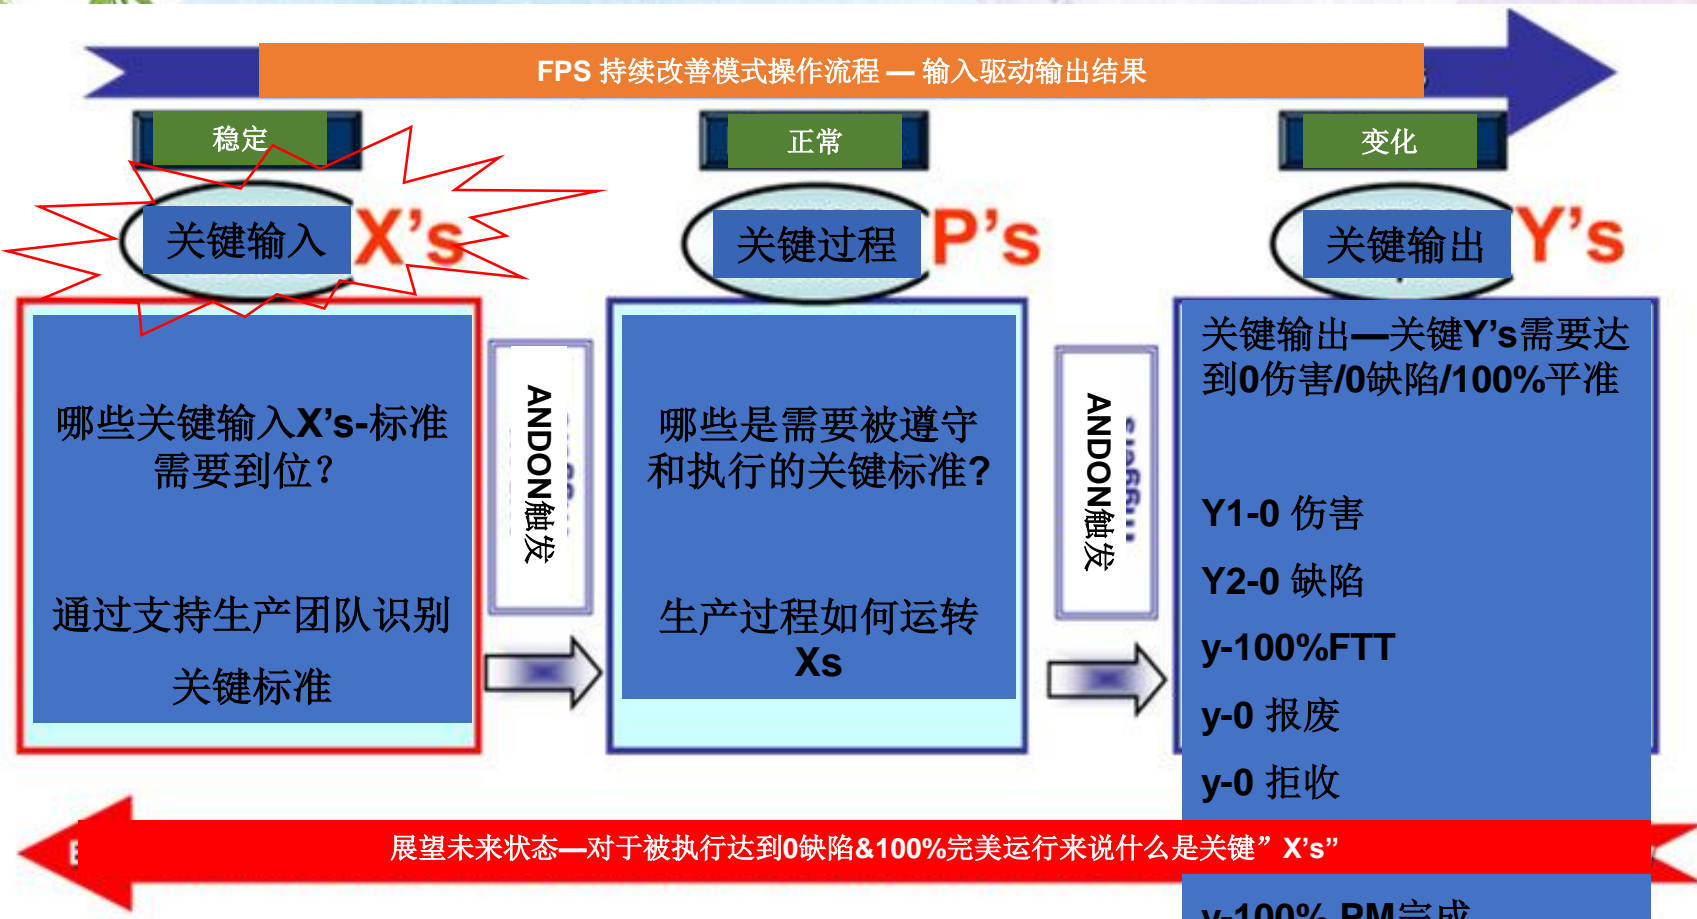 FPS 持续改善模式操作流程 — 输入驱动输出结果
稳定
正常
变化
关键输入
X’s
关键过程
P’s
关键输出
Y’s
哪些关键输入X’s-标准
需要到位？
通过支持生产团队识别
关键标准
ANDON触发
哪些是需要被遵守
和执行的关键标准?
生产过程如何运转
Xs
ANDON触发
关键输出—关键Y’s需要达
到0伤害/0缺陷/100%平准
Y1-0 伤害
Y2-0 缺陷
y-100%FTT
y-0 报废
y-0 拒收
展望未来状态—对于被执行达到0缺陷&100%完美运行来说什么是关键”X’s”
y-100% PM完成